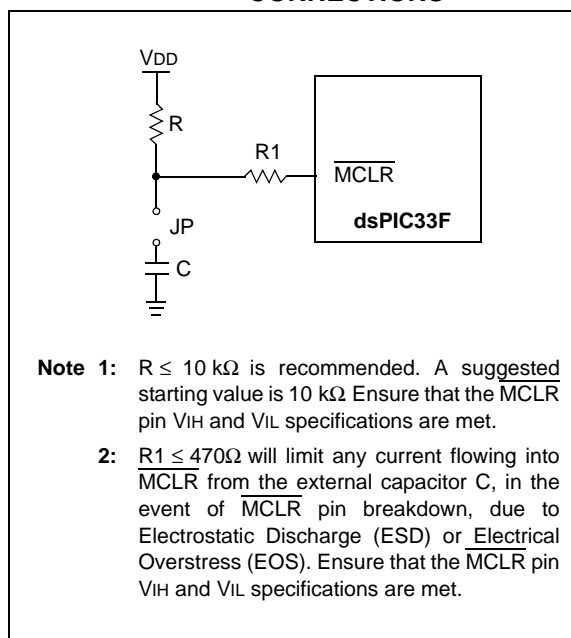 VDD
R
R1
MCLR
dsPIC33F
JP
C
Note 1: R ≤ 10 kΩ is recommended. A suggested
starting value is 10 kΩ Ensure that the MCLR
pin VIH and VIL specifications are met.
2: R1 ≤ 470Ω will limit any current flowing into
MCLR from the external capacitor C, in the
event of MCLR pin breakdown, due to
Electrostatic Discharge (ESD) or Electrical
Overstress (EOS). Ensure that the MCLR pin
VIH and VIL specifications are met.